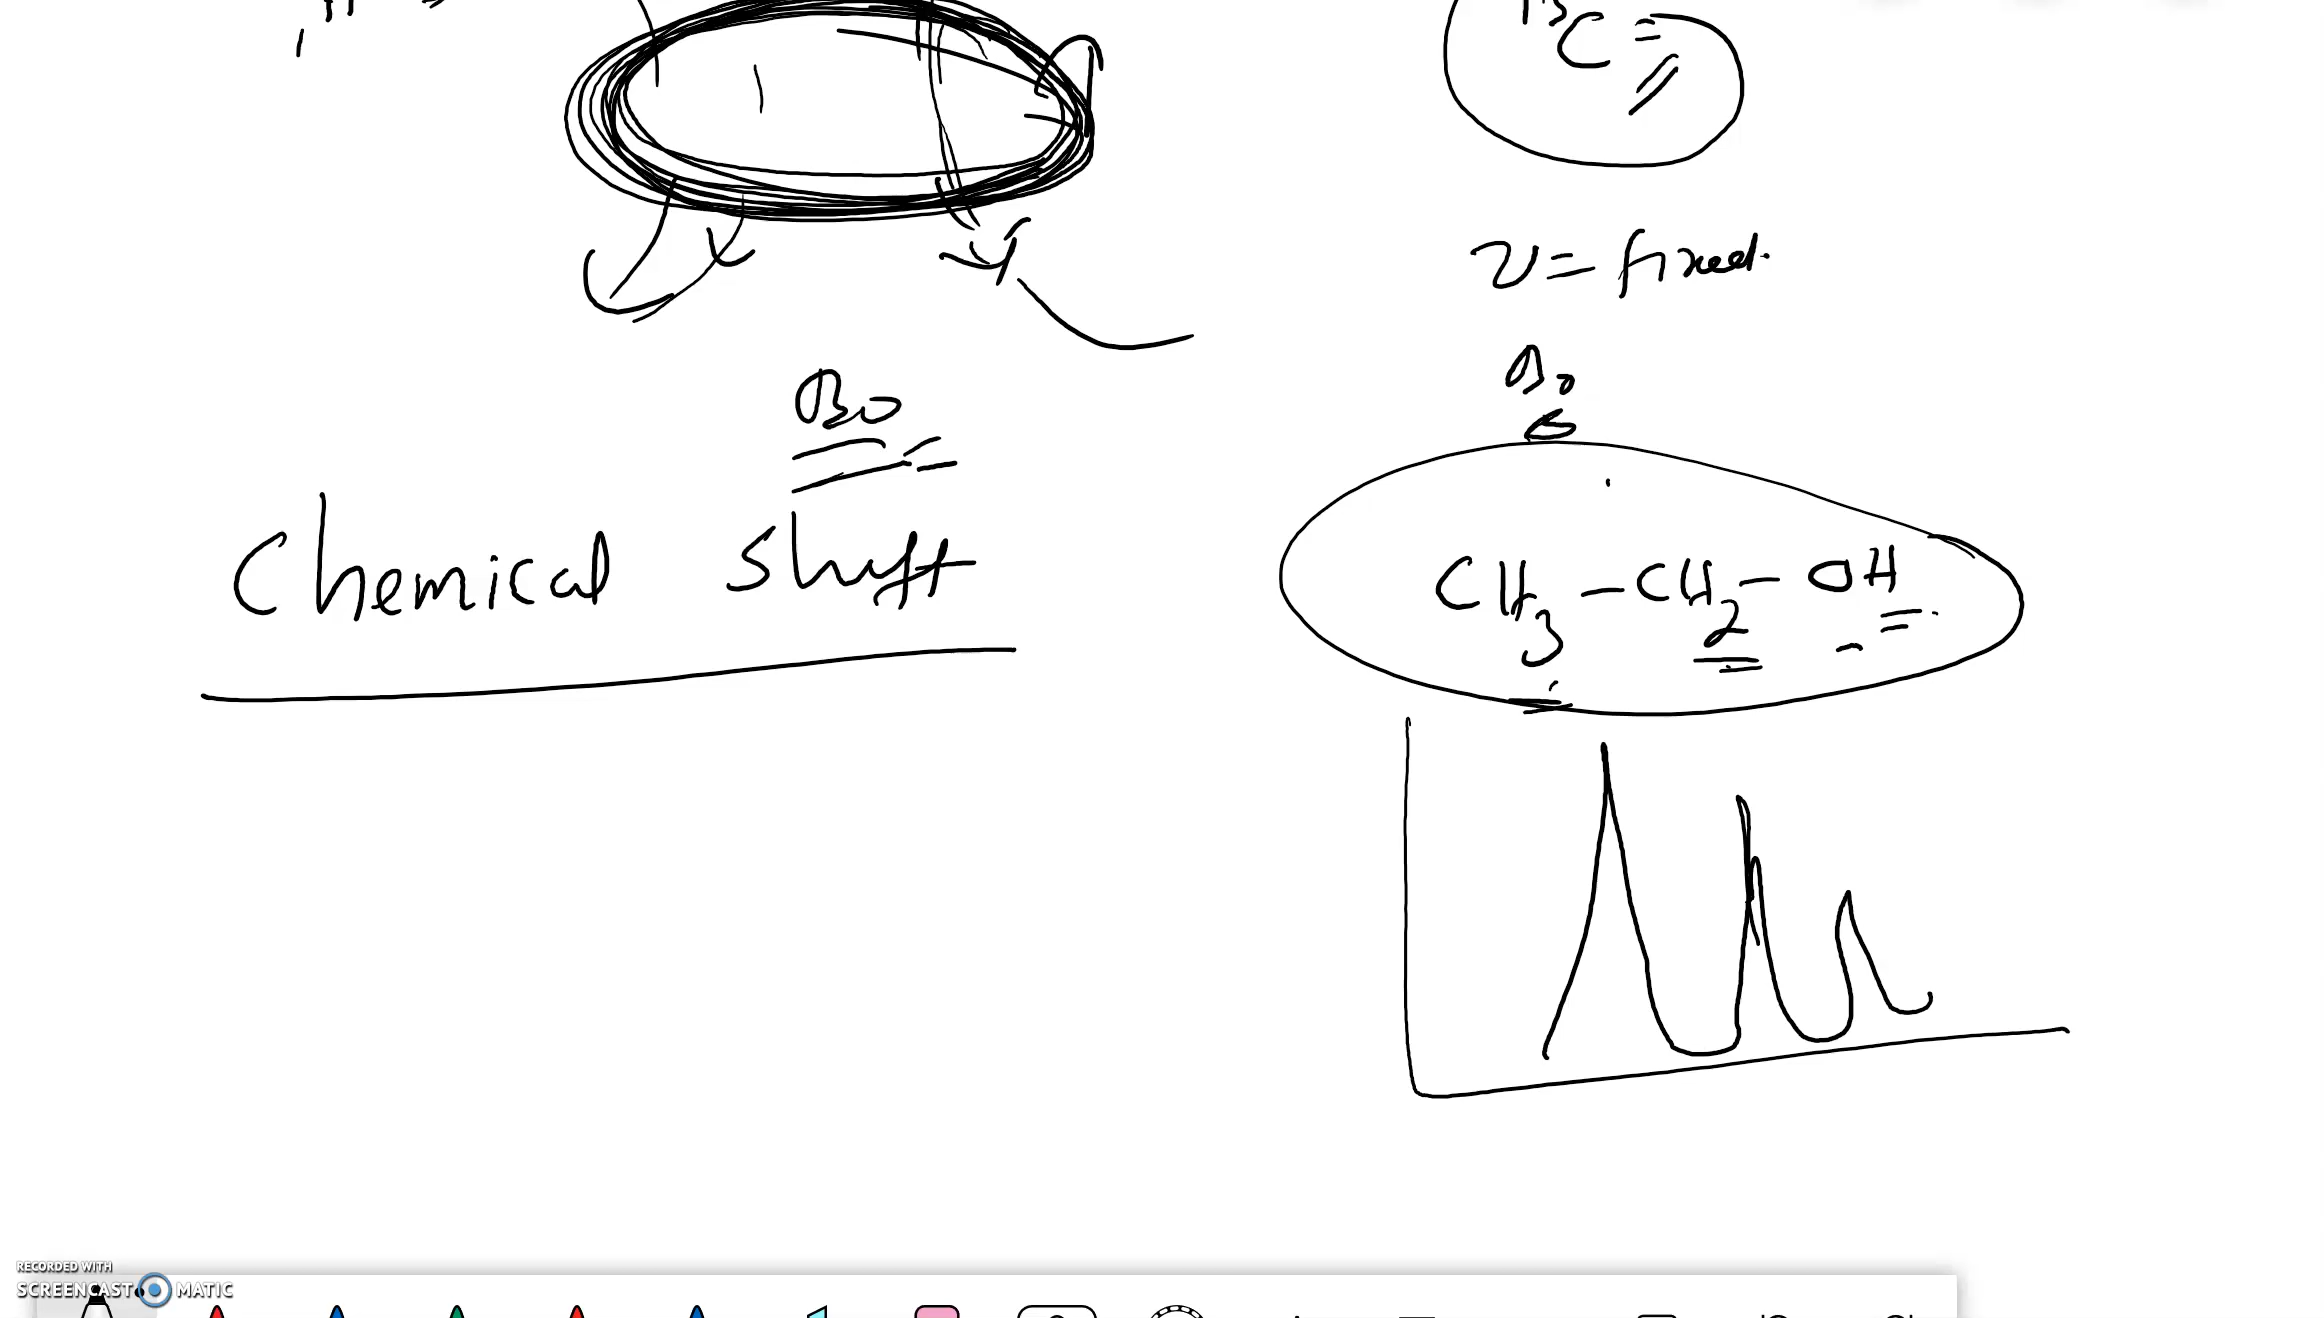 13C
ν = fixed.
B0
B0
Chemical shift
CH3 – CH2 – OH
RECORDED WITH
SCREENCAST MATIC